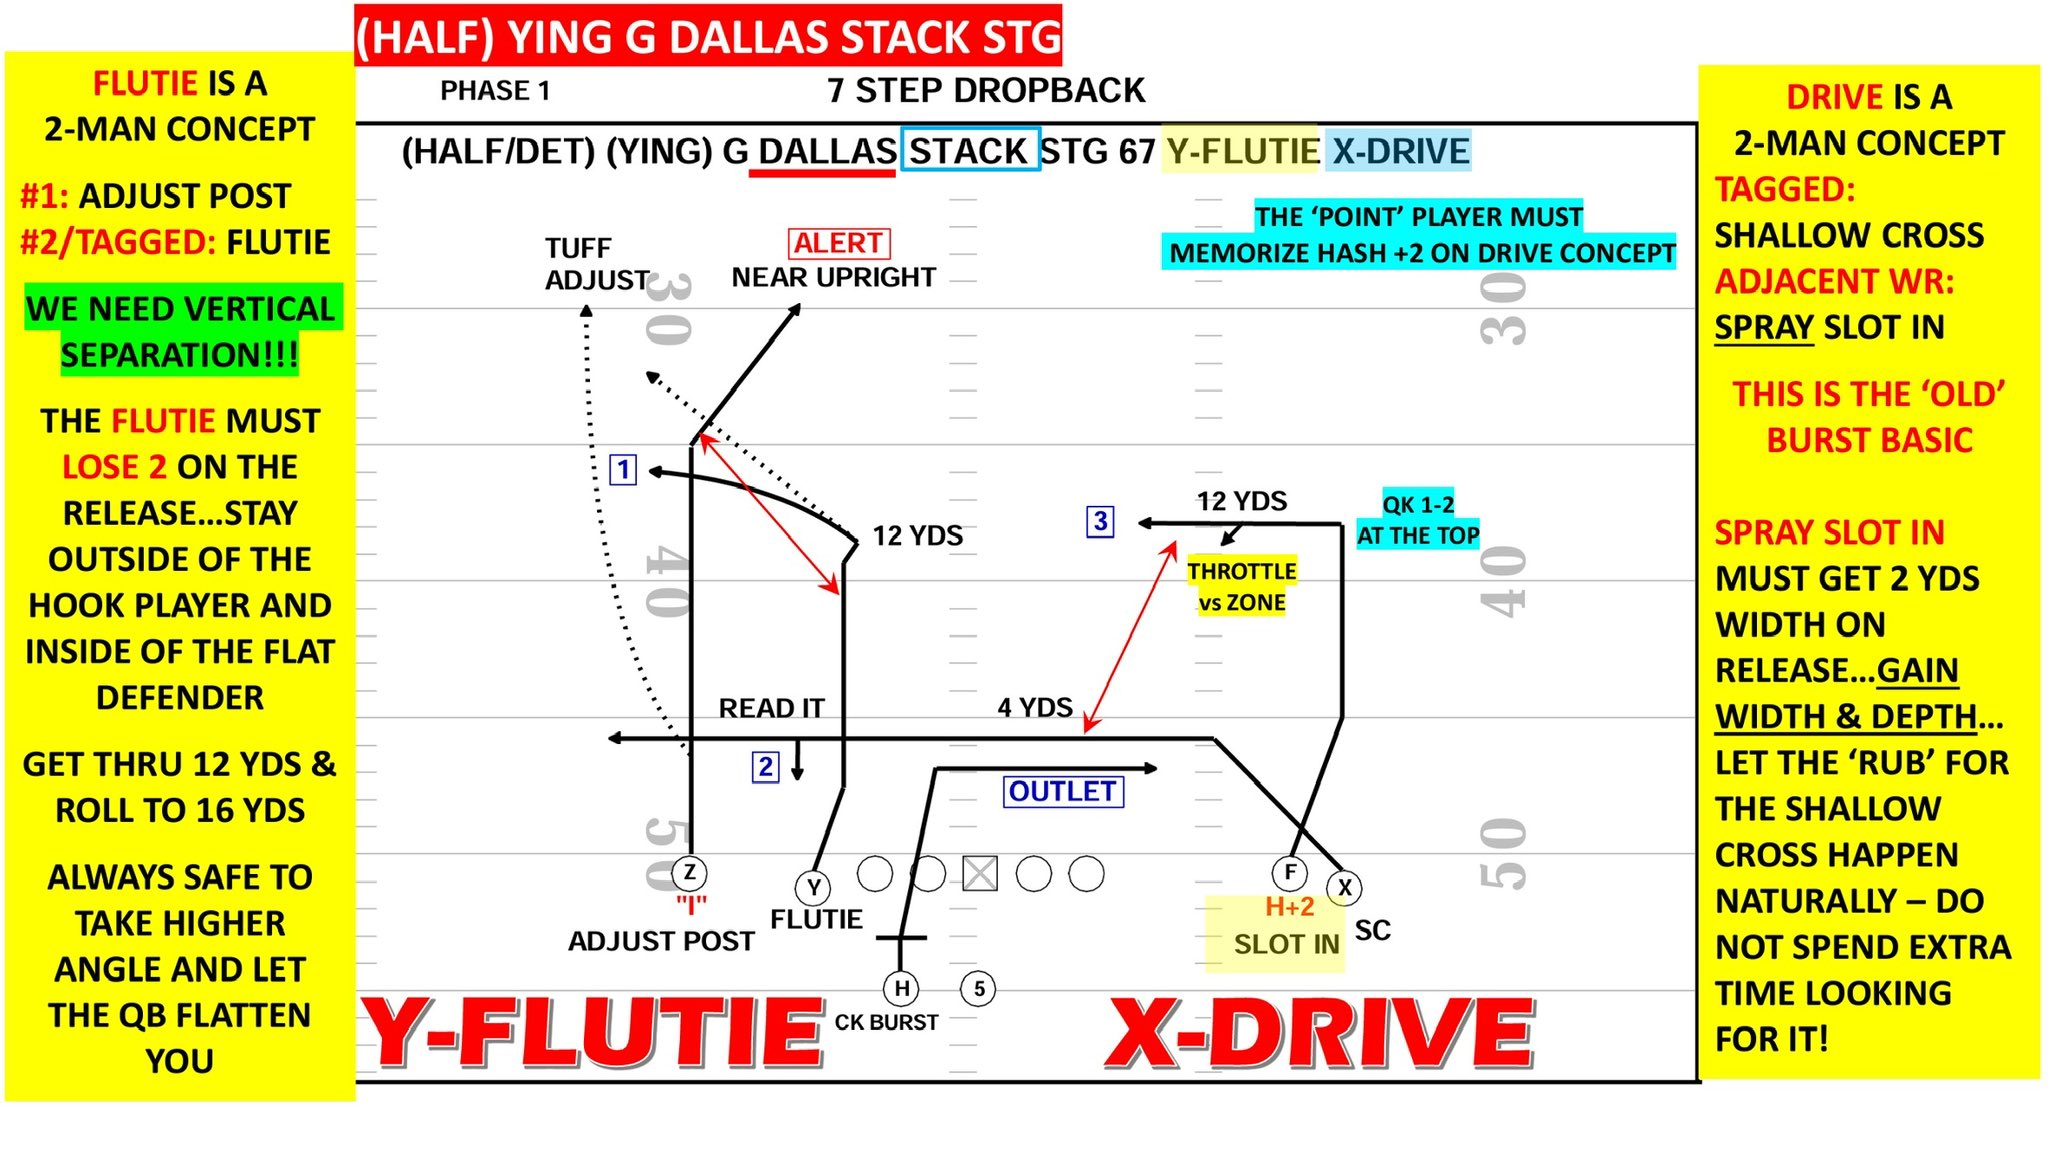 (HALF) YING G DALLAS STACK STG
PHASE 1
7 STEP DROPBACK
(HALF/DET) (YING) G DALLAS STACK STG 67 Y-FLUTIE X-DRIVE
FLUTIE IS A
2-MAN CONCEPT
#1: ADJUST POST
#2/TAGGED: FLUTIE
WE NEED VERTICAL
SEPARATION!!!
THE FLUTIE MUST
LOSE 2 ON THE
RELEASE...STAY
OUTSIDE OF THE
HOOK PLAYER AND
INSIDE OF THE FLAT
DEFENDER
GET THRU 12 YDS &
ROLL TO 16 YDS
ALWAYS SAFE TO
TAKE HIGHER
ANGLE AND LET
THE QB FLATTEN
YOU
THE ‘POINT’ PLAYER MUST
MEMORIZE HASH +2 ON DRIVE CONCEPT
TUFF
ADJUST
ALERT
NEAR UPRIGHT
30
30
1
12 YDS
3
12 YDS
QK 1-2
AT THE TOP
THROTTLE
vs ZONE
40
40
READ IT
4 YDS
2
OUTLET
50
50
Z
Y
F
X
"I"
H+2
ADJUST POST
FLUTIE
SLOT IN
SC
H
5
CK BURST
Y-FLUTIE
X-DRIVE
DRIVE IS A
2-MAN CONCEPT
TAGGED:
SHALLOW CROSS
ADJACENT WR:
SPRAY SLOT IN
THIS IS THE ‘OLD’
BURST BASIC
SPRAY SLOT IN
MUST GET 2 YDS
WIDTH ON
RELEASE...GAIN
WIDTH & DEPTH...
LET THE ‘RUB’ FOR
THE SHALLOW
CROSS HAPPEN
NATURALLY – DO
NOT SPEND EXTRA
TIME LOOKING
FOR IT!